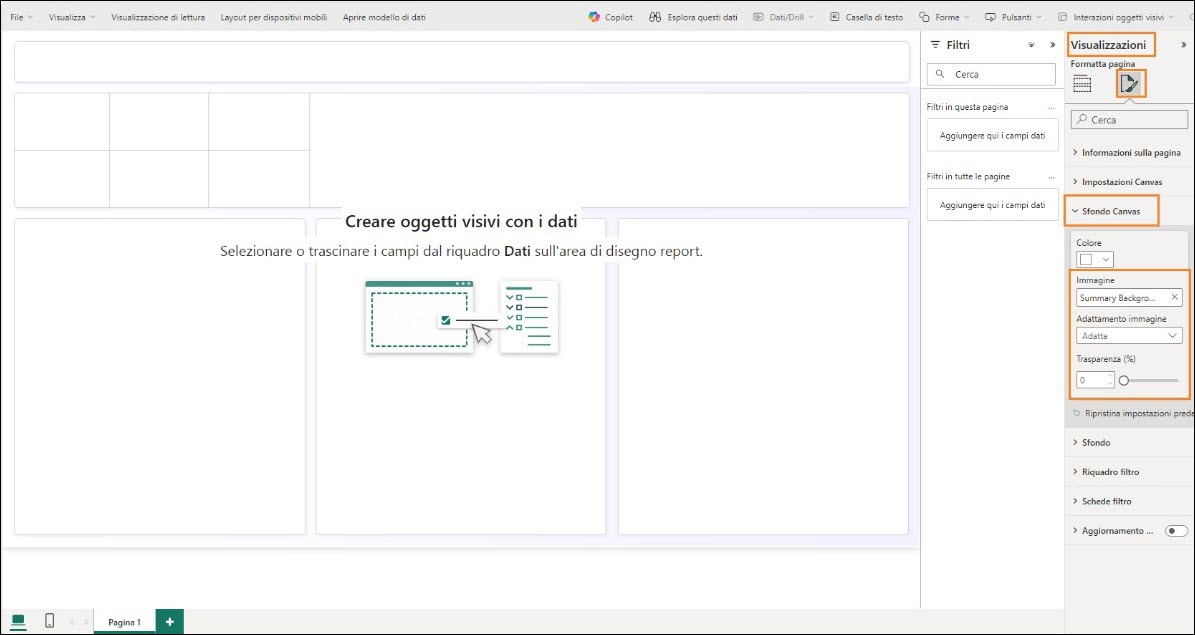 File
Visualizza
Visualizzazione di lettura
Layout per dispositivi mobili
Aprire modello di dati
Copilot
Esplora questi dati
Dati/Drill
Casella di testo
Forme
Pulsanti
Interazioni oggetti visivi
Creare oggetti visivi con i dati
Selezionare o trascinare i campi dal riquadro Dati sull'area di disegno report.
Filtri
Cerca
Filtri in questa pagina
...
Aggiungere qui i campi dati
Filtri in tutte le pagine
...
Aggiungere qui i campi dati
Visualizzazioni
Formatta pagina
Cerca
Informazioni sulla pagina
Impostazioni Canvas
Sfondo Canvas
Colore
Immagine
Summary Backgro...
Adattamento immagine
Adatta
Trasparenza (%)
0
Ripristina impostazioni prede
Sfondo
Riquadro filtro
Schede filtro
Aggiornamento ...
Pagina 1